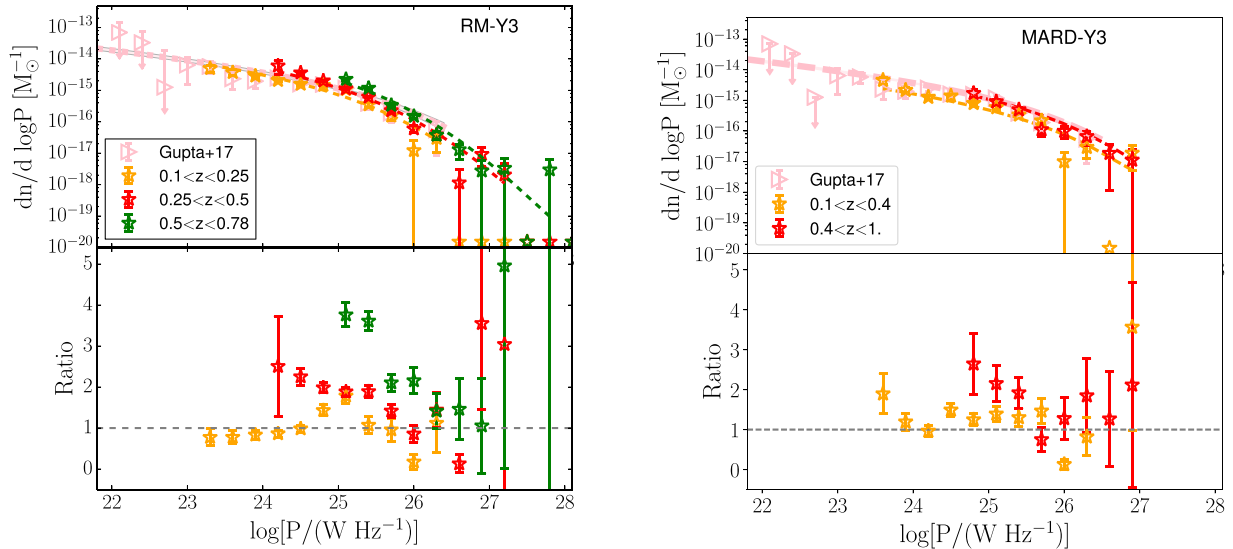 RM-Y3
dn/d logP [M⊙⁻¹]
10⁻¹³
10⁻¹⁴
10⁻¹⁵
10⁻¹⁶
10⁻¹⁷
10⁻¹⁸
10⁻¹⁹
10⁻²⁰
Gupta+17
0.1<z<0.25
0.25<z<0.5
0.5<z<0.78
Ratio
5
4
3
2
1
0
22 23 24 25 26 27 28
log[P/(W Hz⁻¹)]
MARD-Y3
dn/d logP [M⊙⁻¹]
10⁻¹³
10⁻¹⁴
10⁻¹⁵
10⁻¹⁶
10⁻¹⁷
10⁻¹⁸
10⁻¹⁹
10⁻²⁰
Gupta+17
0.1<z<0.4
0.4<z<1.
Ratio
5
4
3
2
1
0
22 23 24 25 26 27 28
log[P/(W Hz⁻¹)]